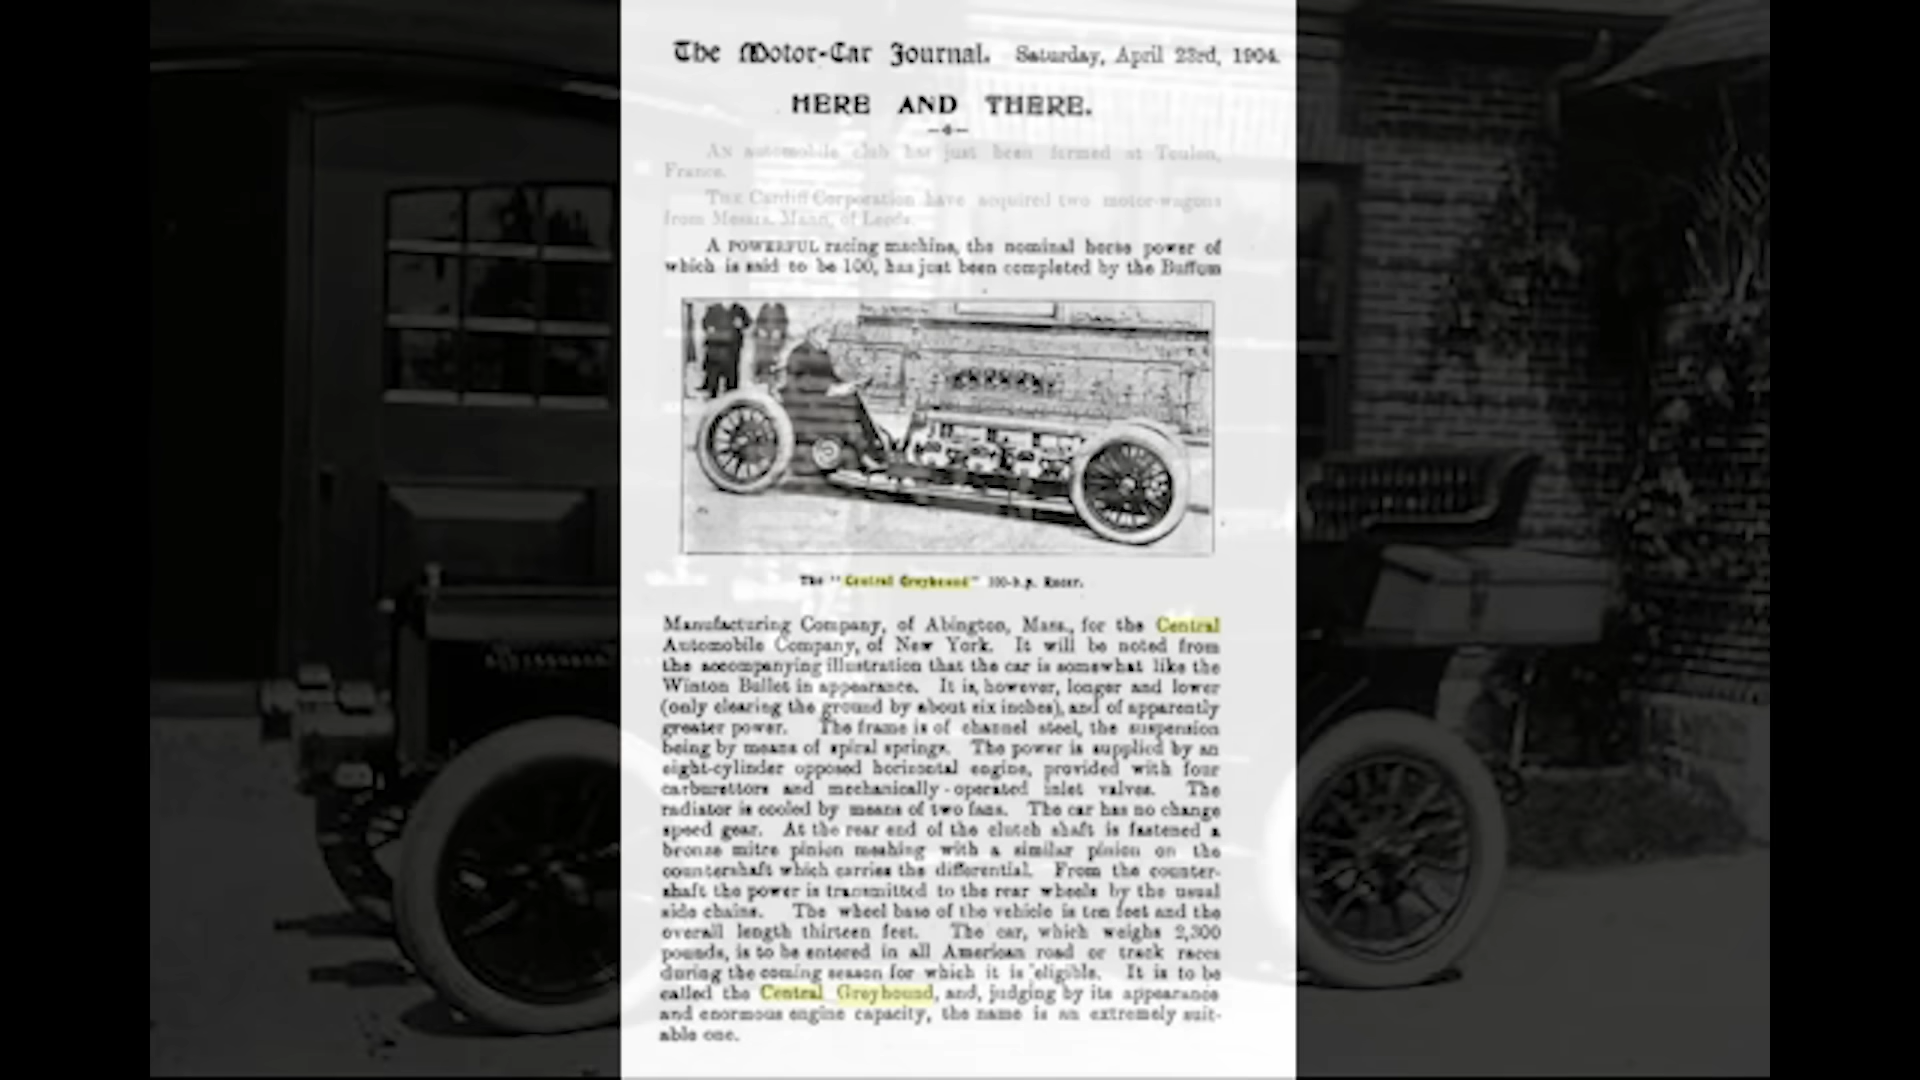 The Motor-Car Journal. Saturday, April 23rd, 1904.
HERE AND THERE.
AN automobile club has just been formed at Toulon,
France.
THE Cardiff Corporation have acquired two motor-wagons
from Messrs. Mann, of Leeds.
A POWERFUL racing machine, the nominal horse power of
which is said to be 100, has just been completed by the Buffum
The "Central Greyhound" 100-h.p. Racer.
Manufacturing Company, of Abington, Mass., for the Central
Automobile Company, of New York. It will be noted from
the accompanying illustration that the car is somewhat like the
Winton Bullet in appearance. It is, however, longer and lower
(only clearing the ground by about six inches), and of apparently
greater power. The frame is of channel steel, the suspension
being by means of spiral springs. The power is supplied by an
eight-cylinder opposed horizontal engine, provided with four
carburettors and mechanically-operated inlet valves. The
radiator is cooled by means of two fans. The car has no change
speed gear. At the rear end of the clutch shaft is fastened a
bronze mitre pinion meshing with a similar pinion on the
countershaft which carries the differential. From the counter-
shaft the power is transmitted to the rear wheels by the usual
side chains. The wheel base of the vehicle is ten feet and the
overall length thirteen feet. The car, which weighs 2,300
pounds, is to be entered in all American road or track races
during the coming season for which it is eligible. It is to be
called the Central Greyhound, and, judging by its appearance
and enormous engine capacity, the name is an extremely suit-
able one.